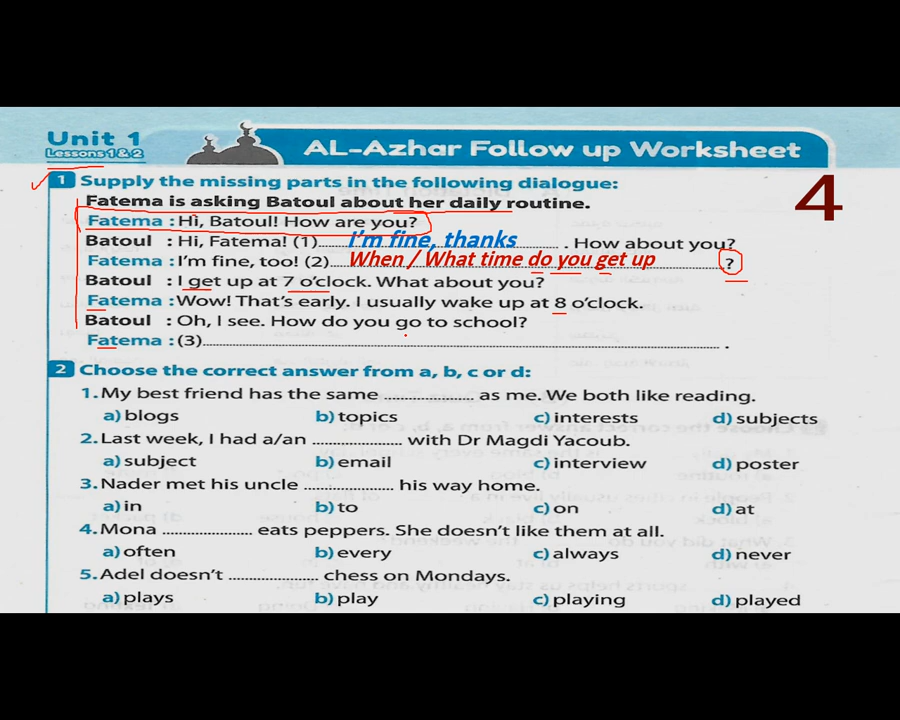 Unit 1
Lessons 1 & 2
AL-Azhar Follow up Worksheet
4
1 Supply the missing parts in the following dialogue:
Fatema is asking Batoul about her daily routine.
Fatema : Hi, Batoul! How are you?
Batoul : Hi, Fatema! (1) I'm fine, thanks . How about you?
Fatema : I'm fine, too! (2) When / What time do you get up ?
Batoul : I get up at 7 o'clock. What about you?
Fatema : Wow! That's early. I usually wake up at 8 o'clock.
Batoul : Oh, I see. How do you go to school?
Fatema : (3)........................ .
2 Choose the correct answer from a, b, c or d:
1. My best friend has the same .................... as me. We both like reading.
a) blogs b) topics c) interests d) subjects
2. Last week, I had a/an .................... with Dr Magdi Yacoub.
a) subject b) email c) interview d) poster
3. Nader met his uncle .................... his way home.
a) in b) to c) on d) at
4. Mona .................... eats peppers. She doesn't like them at all.
a) often b) every c) always d) never
5. Adel doesn't .................... chess on Mondays.
a) plays b) play c) playing d) played